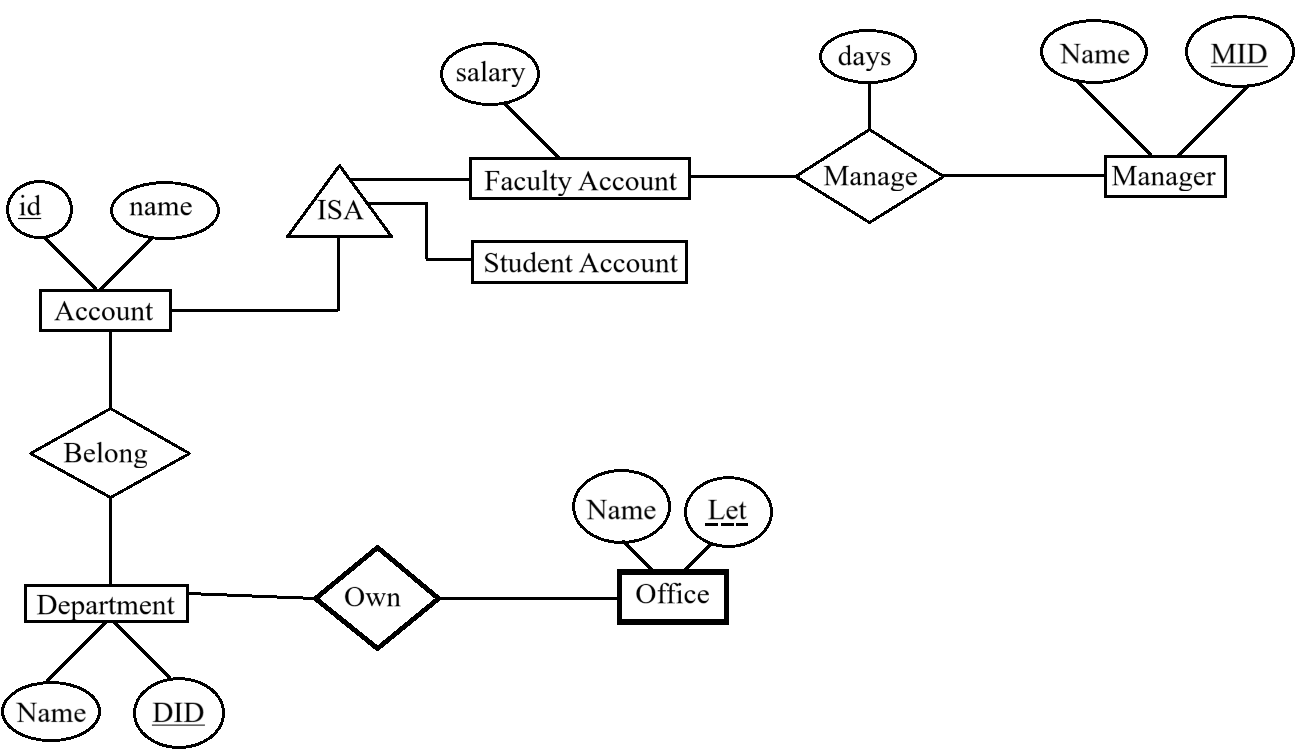 salary
days
Name
MID
Faculty Account
Manage
Manager
id
name
ISA
Student Account
Account
Belong
Name
Let
Department
Own
Office
Name
DID